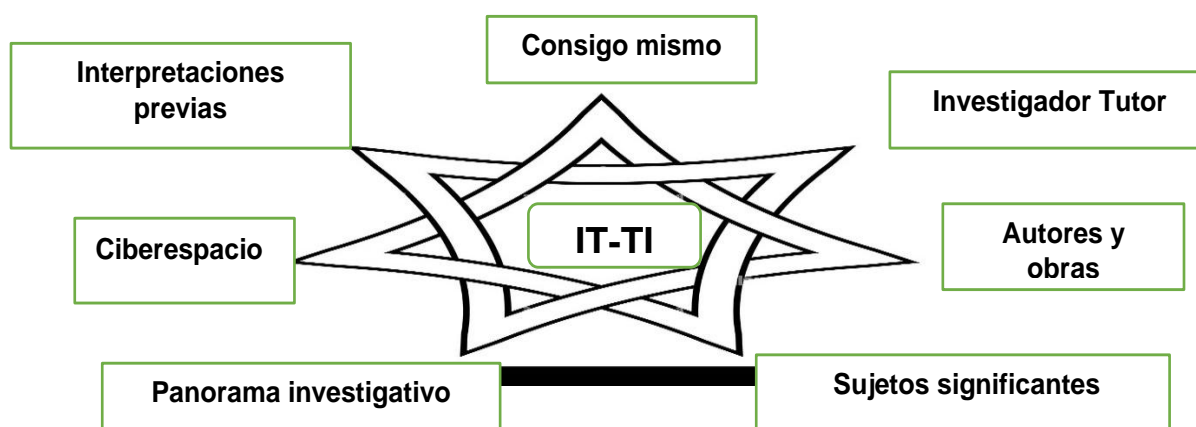 Consigo mismo
Interpretaciones
previas
Investigador Tutor
Ciberespacio
IT-TI
Autores y
obras
Panorama investigativo
Sujetos significantes